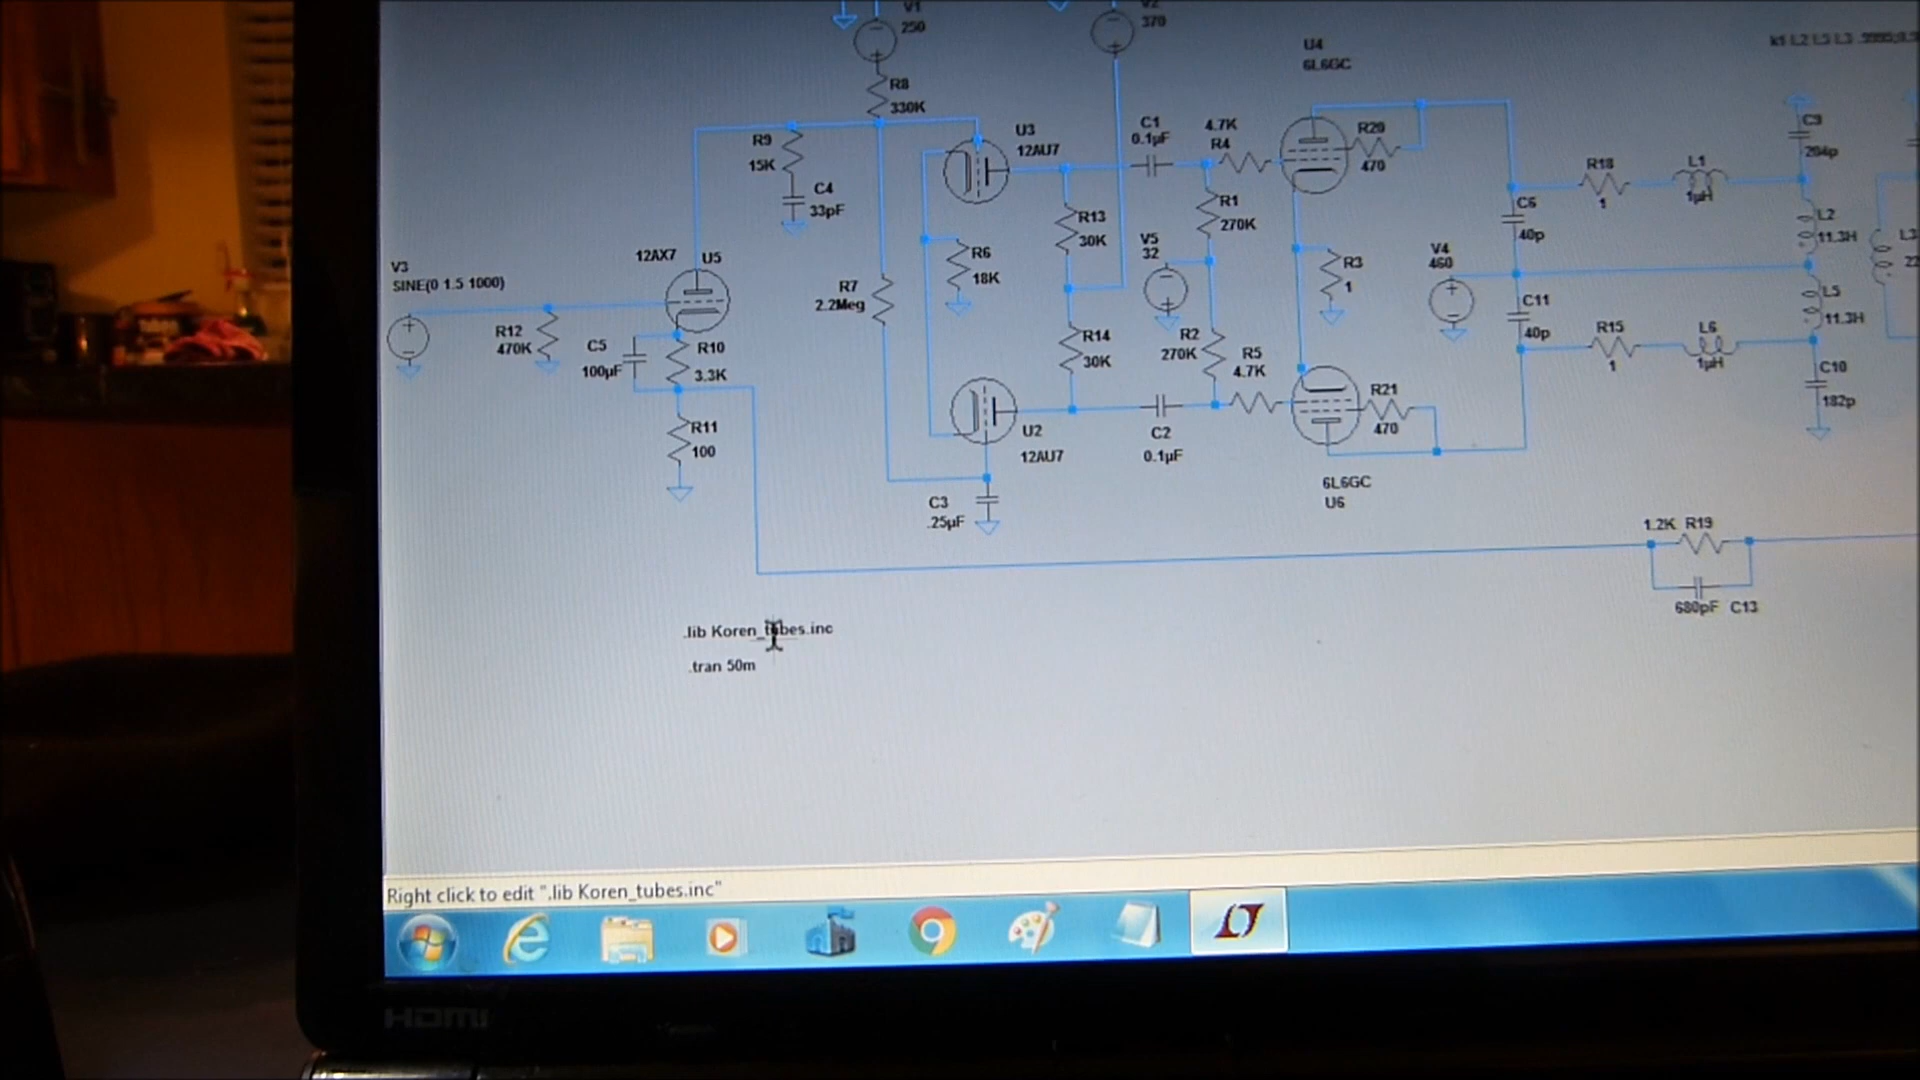 V1
250
V2
370
R8
330K
U4
6L6GC
R9
15K
C4
33pF
U3
12AU7
C1
0.1µF
4.7K
R4
R20
470
R13
30K
R1
270K
V5
32
R18
1
L1
1µH
C9
204p
C6
40p
L2
11.3H
L3
22
12AX7 U5
V3
SINE(0 1.5 1000)
R12
470K
C5
100µF
R10
3.3K
R11
100
R7
2.2Meg
R6
18K
R14
30K
R2
270K
R5
4.7K
R3
1
V4
460
C11
40p
R15
1
L6
1µH
L5
11.3H
C10
182p
U2
12AU7
C2
0.1µF
R21
470
6L6GC
U6
C3
.25µF
1.2K R19
680pF C13
.lib Koren_tubes.inc
.tran 50m
Right click to edit ".lib Koren_tubes.inc"
HDMI